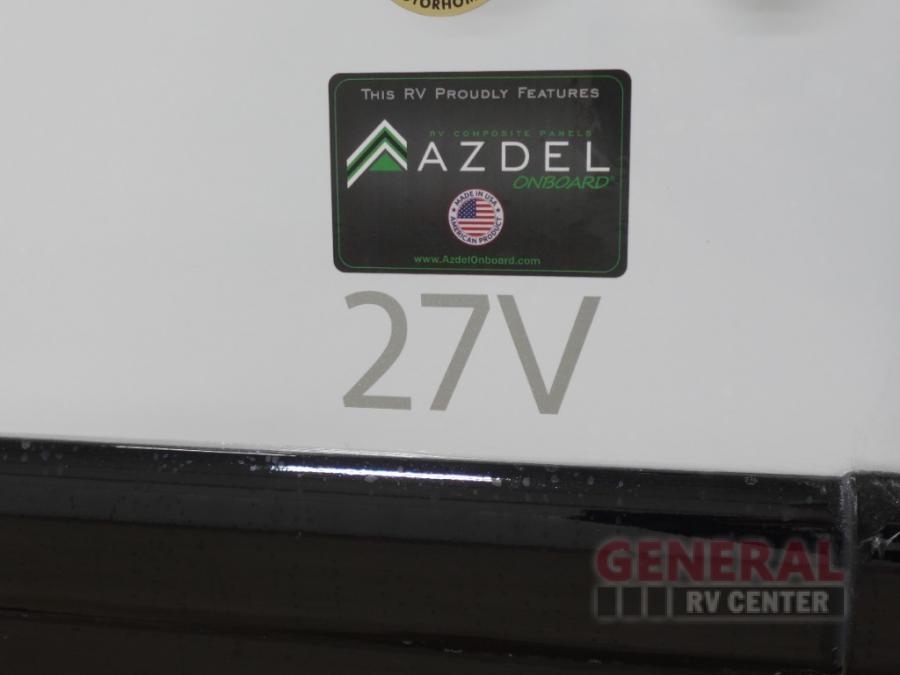 THIS RV PROUDLY FEATURES
RV COMPOSITE PANELS
AZDEL
ONBOARD®
MADE IN USA
AMERICAN PRODUCT
www.AzdelOnboard.com
27V
GENERAL
RV CENTER